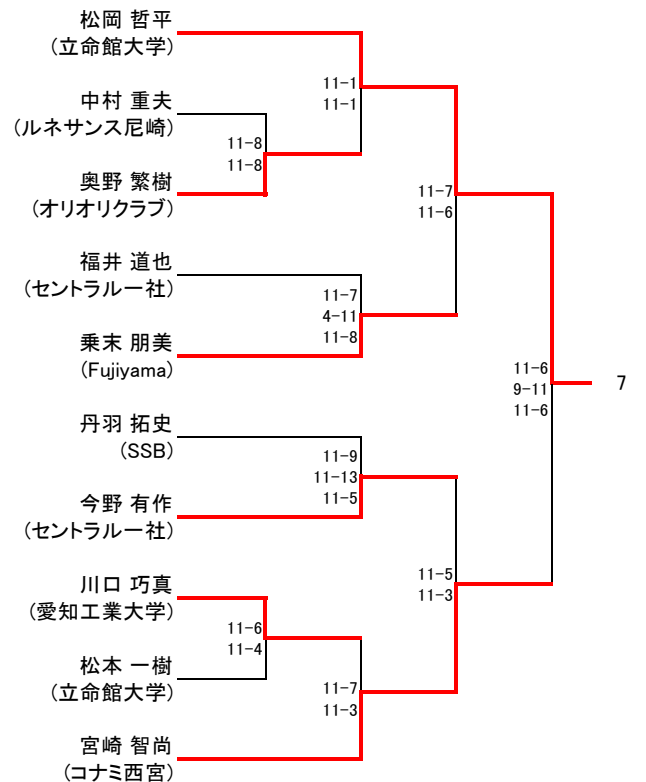 松岡 哲平
(立命館大学)
11-1
11-1
中村 重夫
(ルネサンス尼崎)
11-8
11-8
奥野 繁樹
(オリオリクラブ)
11-7
11-6
福井 道也
(セントラル一社)
11-7
4-11
11-8
乗末 朋美
(Fujiyama)
11-6
9-11
11-6
7
丹羽 拓史
(SSB)
11-9
11-13
11-5
今野 有作
(セントラル一社)
11-5
11-3
川口 巧真
(愛知工業大学)
11-6
11-4
松本 一樹
(立命館大学)
11-7
11-3
宮崎 智尚
(コナミ西宮)